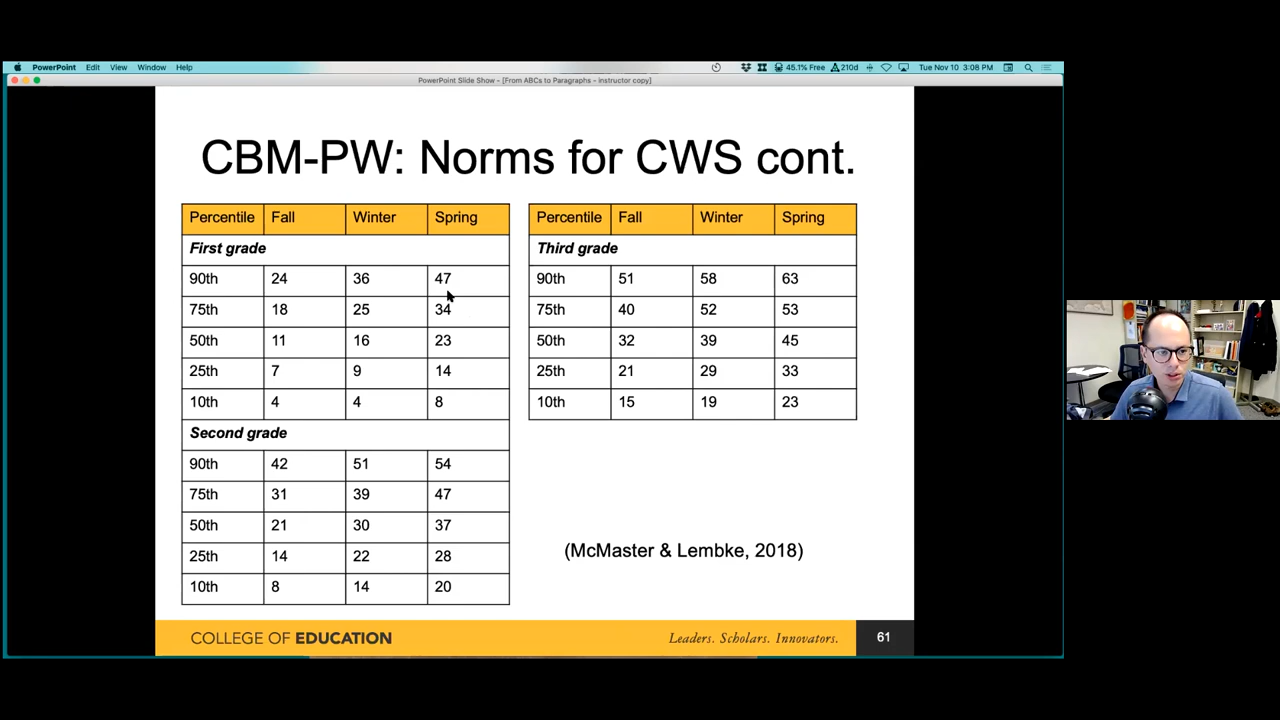 PowerPoint Edit View Window Help 45.1% Free 210d Tue Nov 10 3:08 PM
PowerPoint Slide Show - [From ABCs to Paragraphs - instructor copy]
CBM-PW: Norms for CWS cont.
Percentile Fall Winter Spring
First grade
90th 24 36 47
75th 18 25 34
50th 11 16 23
25th 7 9 14
10th 4 4 8
Second grade
90th 42 51 54
75th 31 39 47
50th 21 30 37
25th 14 22 28
10th 8 14 20
Percentile Fall Winter Spring
Third grade
90th 51 58 63
75th 40 52 53
50th 32 39 45
25th 21 29 33
10th 15 19 23
(McMaster & Lembke, 2018)
COLLEGE OF EDUCATION Leaders. Scholars. Innovators. 61